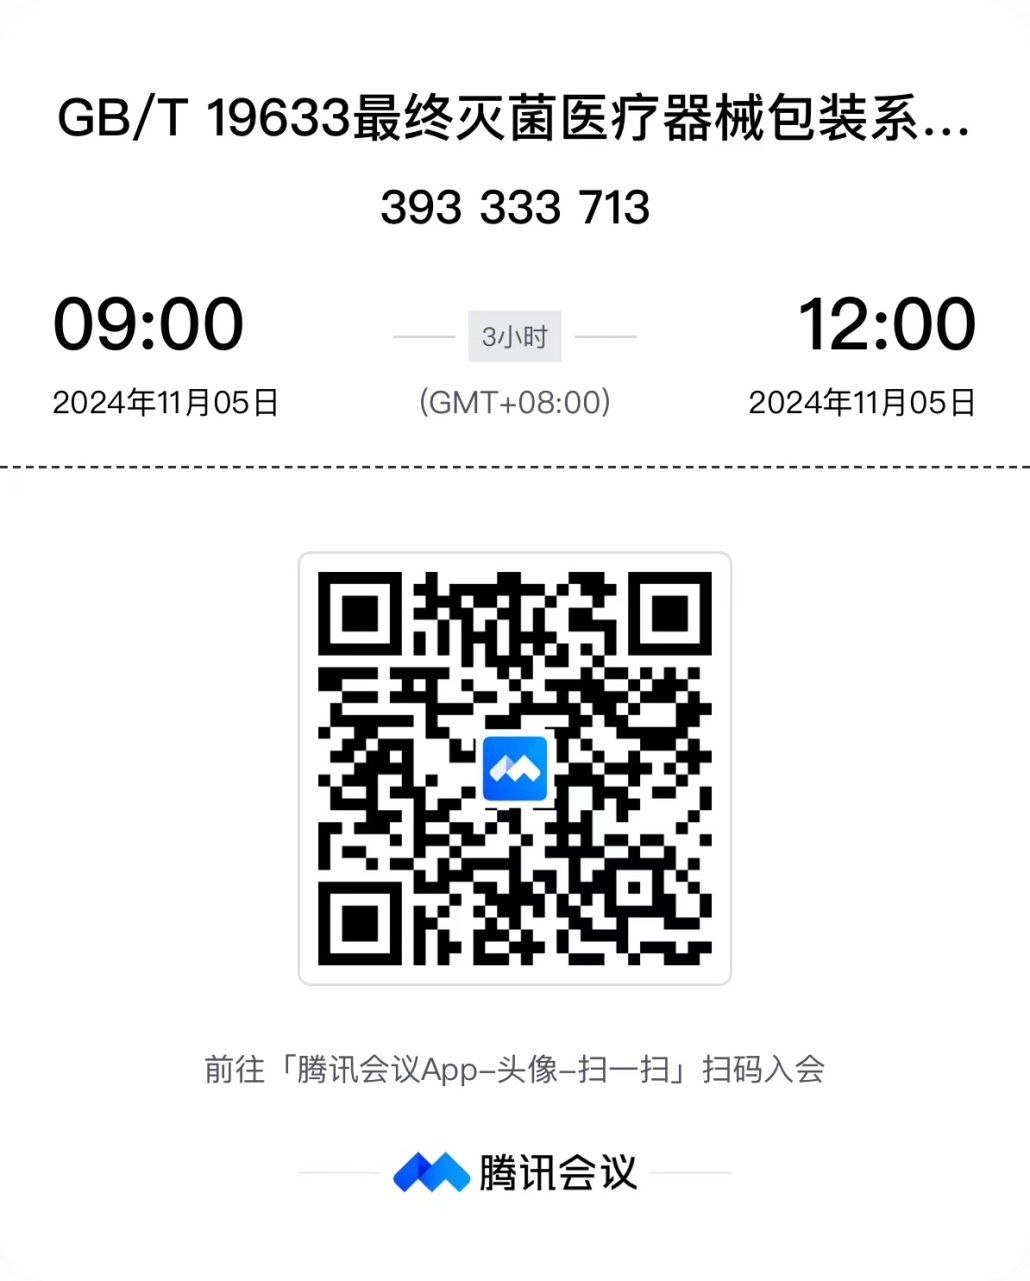 GB/T 19633最终灭菌医疗器械包装系...
393 333 713
09:00
3小时
12:00
2024年11月05日
(GMT+08:00)
2024年11月05日
前往「腾讯会议App-头像-扫一扫」扫码入会
腾讯会议